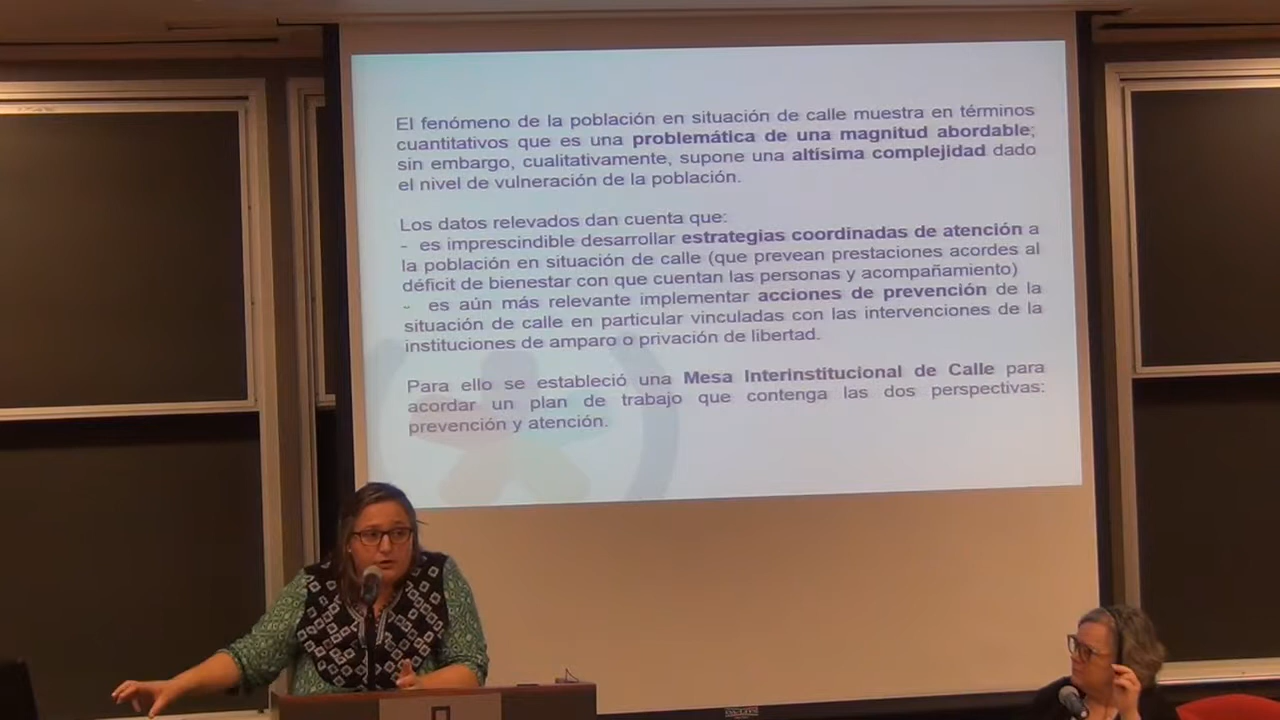 El fenómeno de la población en situación de calle muestra en términos
cuantitativos que es una problemática de una magnitud abordable;
sin embargo, cualitativamente, supone una altísima complejidad dado
el nivel de vulneración de la población.
Los datos relevados dan cuenta que:
- es imprescindible desarrollar estrategias coordinadas de atención a
la población en situación de calle (que prevean prestaciones acordes al
déficit de bienestar con que cuentan las personas y acompañamiento)
- es aún más relevante implementar acciones de prevención de la
situación de calle en particular vinculadas con las intervenciones de la
instituciones de amparo o privación de libertad.
Para ello se estableció una Mesa Interinstitucional de Calle para
acordar un plan de trabajo que contenga las dos perspectivas:
prevención y atención.